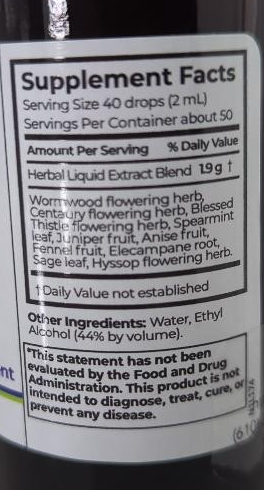 Supplement Facts
Serving Size 40 drops (2 mL)
Servings Per Container about 50
Amount Per Serving % Daily Value
Herbal Liquid Extract Blend 1.9 g †
Wormwood flowering herb,
Centaury flowering herb, Blessed
Thistle flowering herb, Spearmint
leaf, Juniper fruit, Anise fruit,
Fennel fruit, Elecampane root,
Sage leaf, Hyssop flowering herb.
† Daily Value not established
Other Ingredients: Water, Ethyl
Alcohol (44% by volume).
*This statement has not been
evaluated by the Food and Drug
Administration. This product is not
intended to diagnose, treat, cure, or
prevent any disease.
nt
(610